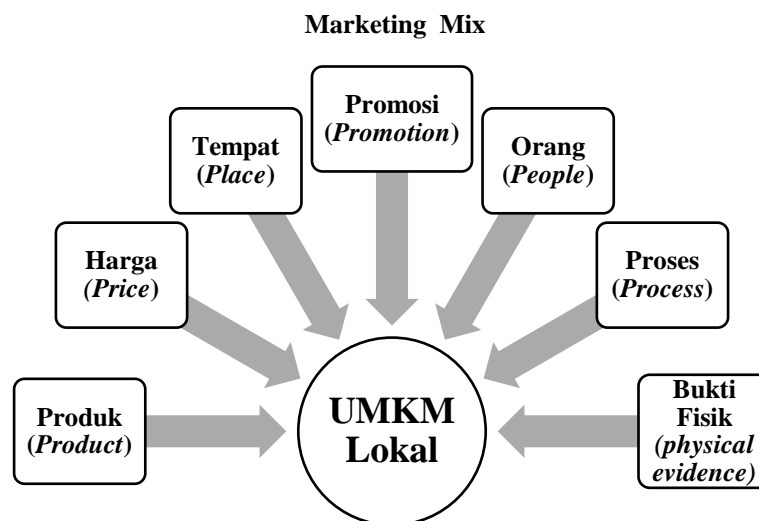 Marketing Mix
Promosi
(Promotion)
Tempat
(Place)
Orang
(People)
Harga
(Price)
Proses
(Process)
Produk
(Product)
UMKM
Lokal
Bukti
Fisik
(physical
evidence)